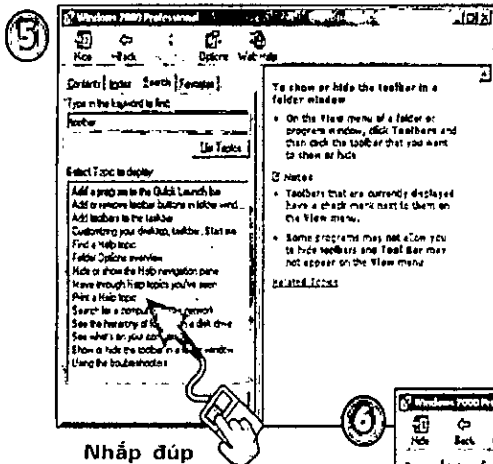 5
Windows 2000 Professional
Hide Back Options Web Help
Contents Index Search Favorites
Type in the keyword to find:
toolbar
List Topics
Select Topic to display:
Add a program to the Quick Launch bar
Add or remove toolbar buttons in folder wind...
Add toolbars to the taskbar
Customizing your desktop, taskbar, Start me
Find a Help topic
Folder Options overview
Hide or show the Help navigation pane
Move through Help topics you've seen
Print a Help topic
Search for a computer network
See the hierarchy of a disk drive
See what's on your
Show or hide the toolbar in a folder window
Using the troubleshooters
To show or hide the toolbar in a
folder window
• On the View menu of a folder or
program window, click Toolbars and
then click the toolbar that you want
to show or hide
Notes
• Toolbars that are currently displayed
have a check mark next to them on
the View menu.
• Some programs may not allow you
to hide toolbars and Tool Bar may
not appear on the View menu
Related Topics
Nhắp đúp
6
Windows 2000 Pr
Hide Back